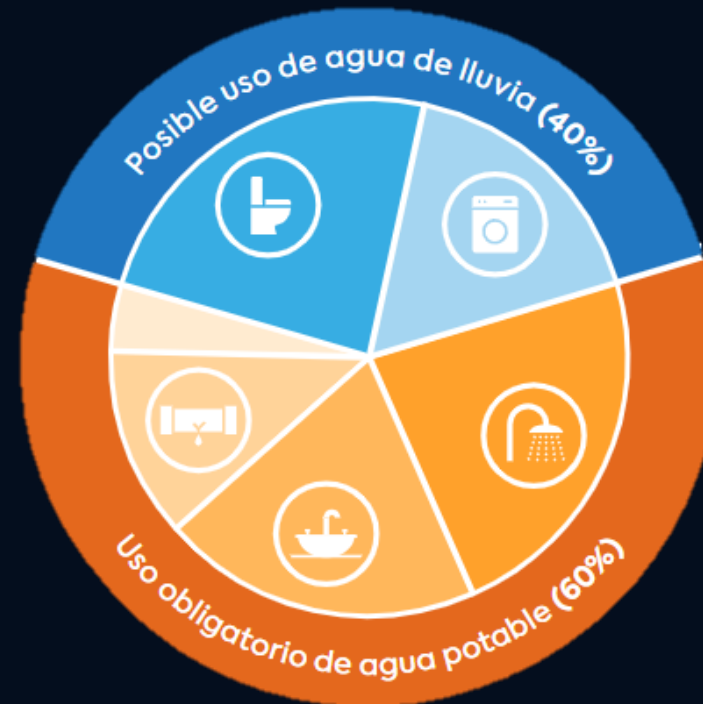 Posible uso de agua de lluvia (40%)
Uso obligatorio de agua potable (60%)